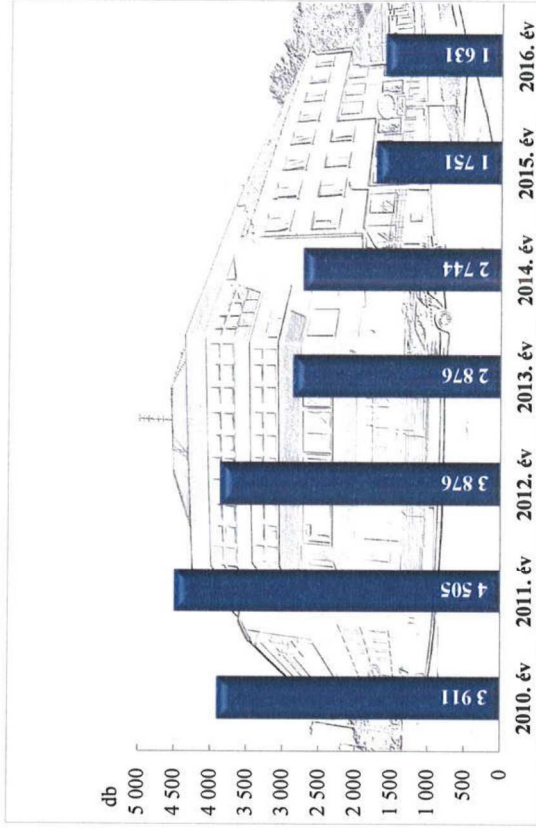 db
5 000
4 500
4 000
3 500
3 000
2 500
2 000
1 500
1 000
500
0
3 911
4 505
3 876
2 876
2 744
1 751
1 631
2010. év
2011. év
2012. év
2013. év
2014. év
2015. év
2016. év